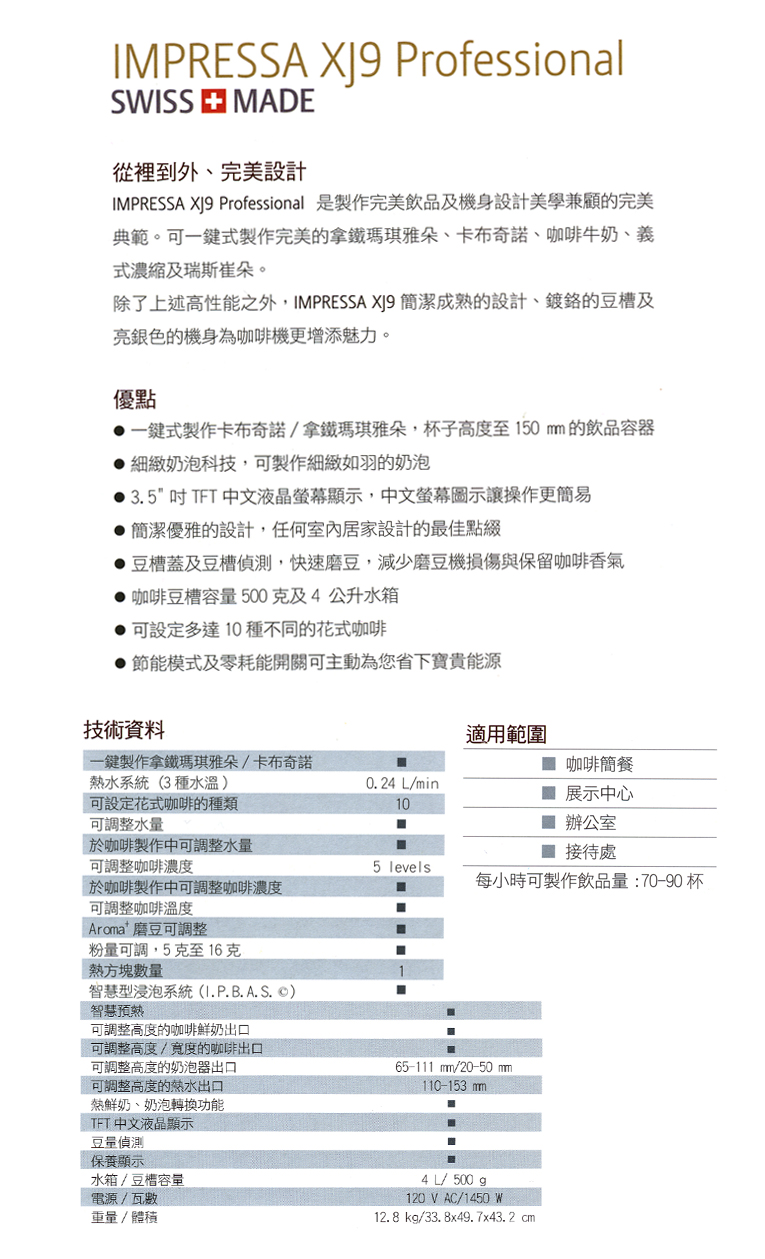 IMPRESSA XJ9 Professional
SWISS MADE
從裡到外、完美設計
IMPRESSA XJ9 Professional 是製作完美飲品及機身設計美學兼顧的完美
典範。可一鍵式製作完美的拿鐵瑪琪雅朵、卡布奇諾、咖啡牛奶、義
式濃縮及瑞斯崔朵。
除了上述高性能之外，IMPRESSA XJ9 簡潔成熟的設計、鍍鉻的豆槽及
亮銀色的機身為咖啡機更增添魅力。
優點
● 一鍵式製作卡布奇諾 / 拿鐵瑪琪雅朵，杯子高度至 150 mm 的飲品容器
● 細緻奶泡科技，可製作細緻如羽的奶泡
● 3.5" 吋 TFT 中文液晶螢幕顯示，中文螢幕圖示讓操作更簡易
● 簡潔優雅的設計，任何室內居家設計的最佳點綴
● 豆槽蓋及豆槽偵測，快速磨豆，減少磨豆機損傷與保留咖啡香氣
● 咖啡豆槽容量 500 克及 4 公升水箱
● 可設定多達 10 種不同的花式咖啡
● 節能模式及零耗能開關可主動為您省下寶貴能源
技術資料
一鍵製作拿鐵瑪琪雅朵 / 卡布奇諾 ■
熱水系統 (3 種水溫) 0.24 L/min
可設定花式咖啡的種類 10
可調整水量 ■
於咖啡製作中可調整水量 ■
可調整咖啡濃度 5 levels
於咖啡製作中可調整咖啡濃度 ■
可調整咖啡溫度 ■
Aroma⁺ 磨豆可調整 ■
粉量可調，5 克至 16 克 ■
熱方塊數量 1
智慧型浸泡系統 (I.P.B.A.S. ©) ■
智慧預熱 ■
可調整高度的咖啡鮮奶出口 ■
可調整高度 / 寬度的咖啡出口 ■
可調整高度的奶泡器出口 65-111 mm/20-50 mm
可調整高度的熱水出口 110-153 mm
熱鮮奶、奶泡轉換功能 ■
TFT 中文液晶顯示 ■
豆量偵測 ■
保養顯示 ■
水箱 / 豆槽容量 4 L/ 500 g
電源 / 瓦數 120 V AC/1450 W
重量 / 體積 12.8 kg/33.8x49.7x43.2 cm
適用範圍
■ 咖啡簡餐
■ 展示中心
■ 辦公室
■ 接待處
每小時可製作飲品量 :70-90 杯